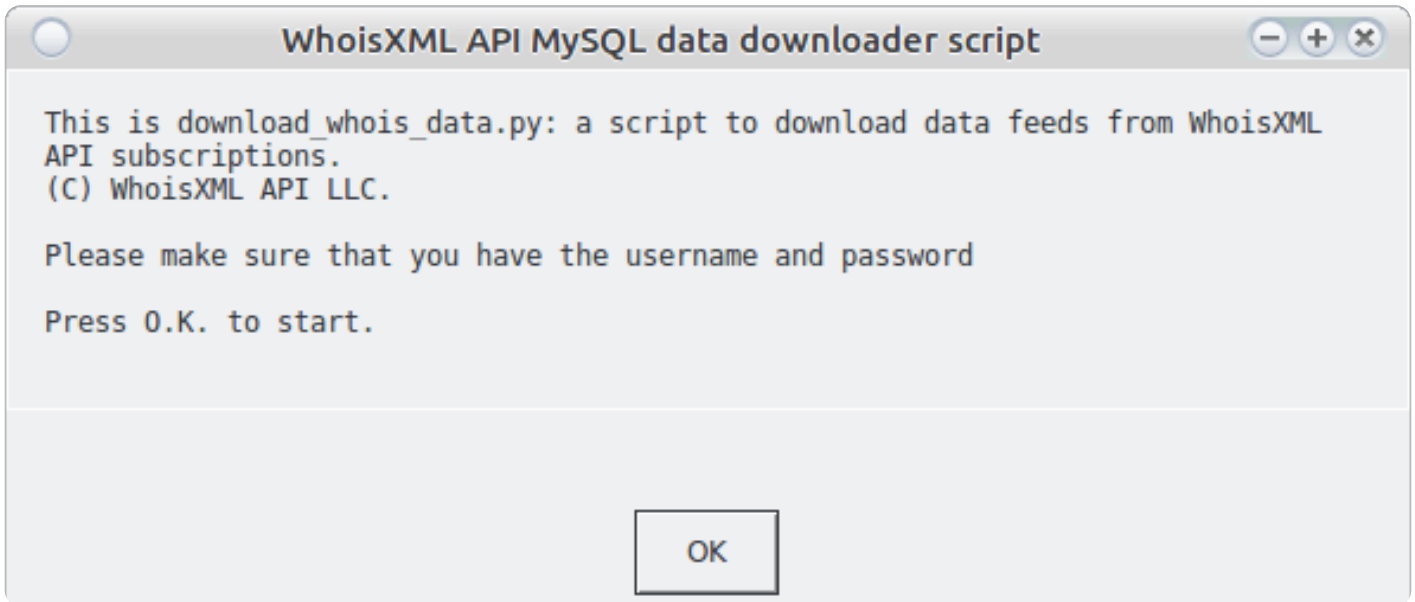 WhoisXML API MySQL data downloader script
This is download_whois_data.py: a script to download data feeds from WhoisXML
API subscriptions.
(C) WhoisXML API LLC.
Please make sure that you have the username and password
Press O.K. to start.
OK